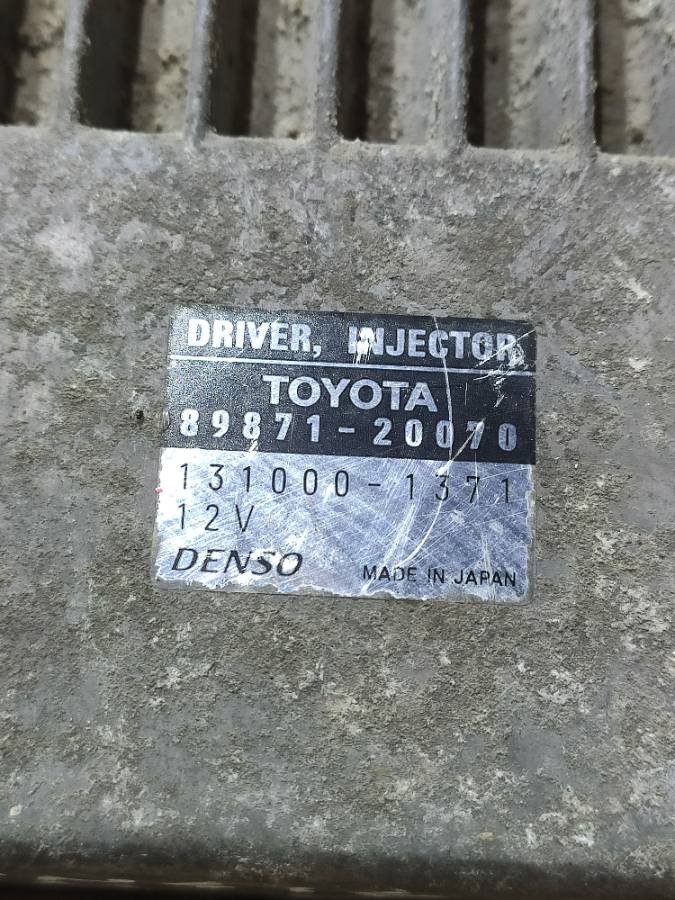 DRIVER, INJECTOR
TOYOTA
89871-20070
131000-1371
12V
DENSO MADE IN JAPAN